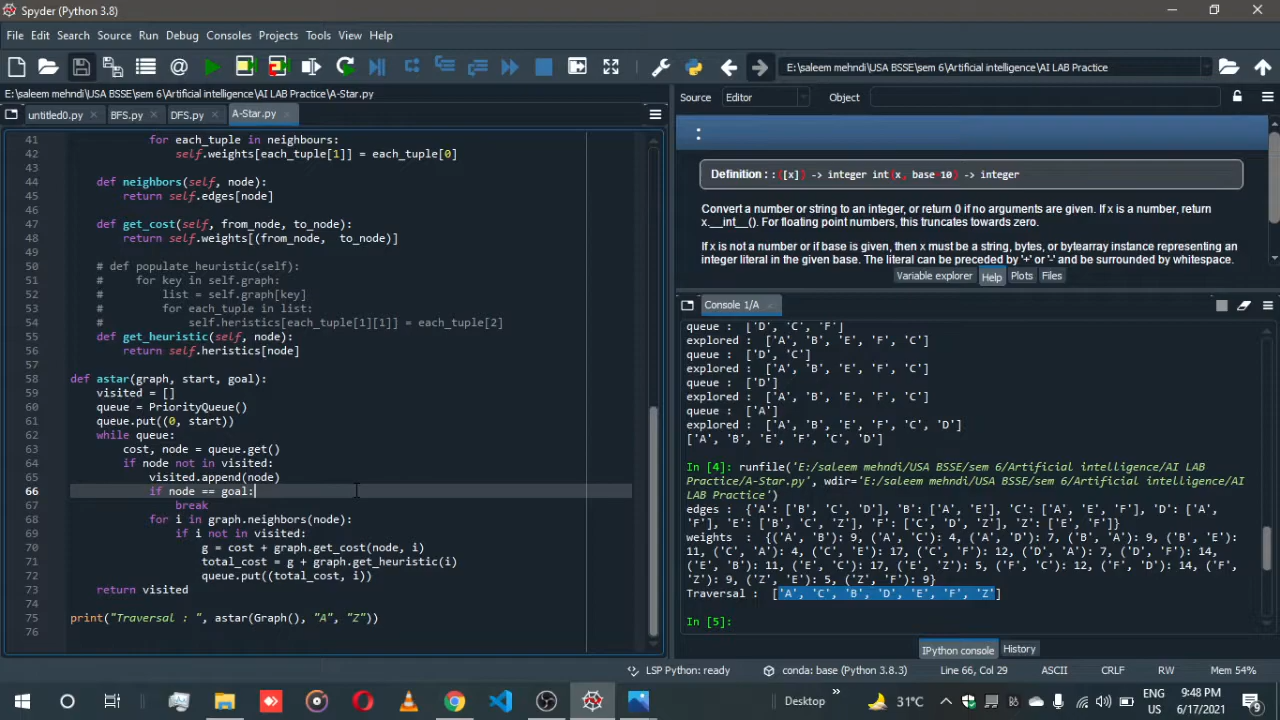 Spyder (Python 3.8)
File Edit Search Source Run Debug Consoles Projects Tools View Help
E:\saleem mehndi\USA BSSE\sem 6\Artificial intelligence\AI LAB Practice
E:\saleem mehndi\USA BSSE\sem 6\Artificial intelligence\AI LAB Practice\A-Star.py
untitled0.py BFS.py DFS.py A-Star.py
41 for each_tuple in neighbours:
42 self.weights[each_tuple[1]] = each_tuple[0]
43
44 def neighbors(self, node):
45 return self.edges[node]
46
47 def get_cost(self, from_node, to_node):
48 return self.weights[(from_node, to_node)]
49
50 # def populate_heuristic(self):
51 # for key in self.graph:
52 # list = self.graph[key]
53 # for each_tuple in list:
54 # self.heristics[each_tuple[1][1]] = each_tuple[2]
55 def get_heuristic(self, node):
56 return self.heristics[node]
57
58 def astar(graph, start, goal):
59 visited = []
60 queue = PriorityQueue()
61 queue.put((0, start))
62 while queue:
63 cost, node = queue.get()
64 if node not in visited:
65 visited.append(node)
66 if node == goal:
67 break
68 for i in graph.neighbors(node):
69 if i not in visited:
70 g = cost + graph.get_cost(node, i)
71 total_cost = g + graph.get_heuristic(i)
72 queue.put((total_cost, i))
73 return visited
74
75 print("Traversal : ", astar(Graph(), "A", "Z"))
76
Source Editor Object
:
Definition : :([x]) -> integer int(x, base=10) -> integer
Convert a number or string to an integer, or return 0 if no arguments are given. If x is a number, return
x.__int__(). For floating point numbers, this truncates towards zero.
If x is not a number or if base is given, then x must be a string, bytes, or bytearray instance representing an
integer literal in the given base. The literal can be preceded by '+' or '-' and be surrounded by whitespace.
Variable explorer Help Plots Files
Console 1/A
queue : ['D', 'C', 'F']
explored : ['A', 'B', 'E', 'F', 'C']
queue : ['D', 'C']
explored : ['A', 'B', 'E', 'F', 'C']
queue : ['D']
explored : ['A', 'B', 'E', 'F', 'C']
queue : ['A']
explored : ['A', 'B', 'E', 'F', 'C', 'D']
['A', 'B', 'E', 'F', 'C', 'D']
In [4]: runfile('E:/saleem mehndi/USA BSSE/sem 6/Artificial intelligence/AI LAB
Practice/A-Star.py', wdir='E:/saleem mehndi/USA BSSE/sem 6/Artificial intelligence/AI
LAB Practice')
edges : {'A': ['B', 'C', 'D'], 'B': ['A', 'E'], 'C': ['A', 'E', 'F'], 'D': ['A',
'F'], 'E': ['B', 'C', 'Z'], 'F': ['C', 'D', 'Z'], 'Z': ['E', 'F']}
weights : {('A', 'B'): 9, ('A', 'C'): 4, ('A', 'D'): 7, ('B', 'A'): 9, ('B', 'E'):
11, ('C', 'A'): 4, ('C', 'E'): 17, ('C', 'F'): 12, ('D', 'A'): 7, ('D', 'F'): 14,
('E', 'B'): 11, ('E', 'C'): 17, ('E', 'Z'): 5, ('F', 'C'): 12, ('F', 'D'): 14, ('F',
'Z'): 9, ('Z', 'E'): 5, ('Z', 'F'): 9}
Traversal : ['A', 'C', 'B', 'D', 'E', 'F', 'Z']
In [5]:
IPython console History
LSP Python: ready conda: base (Python 3.8.3) Line 66, Col 29 ASCII CRLF RW Mem 54%
Desktop 31°C ENG 9:48 PM
US 6/17/2021 9